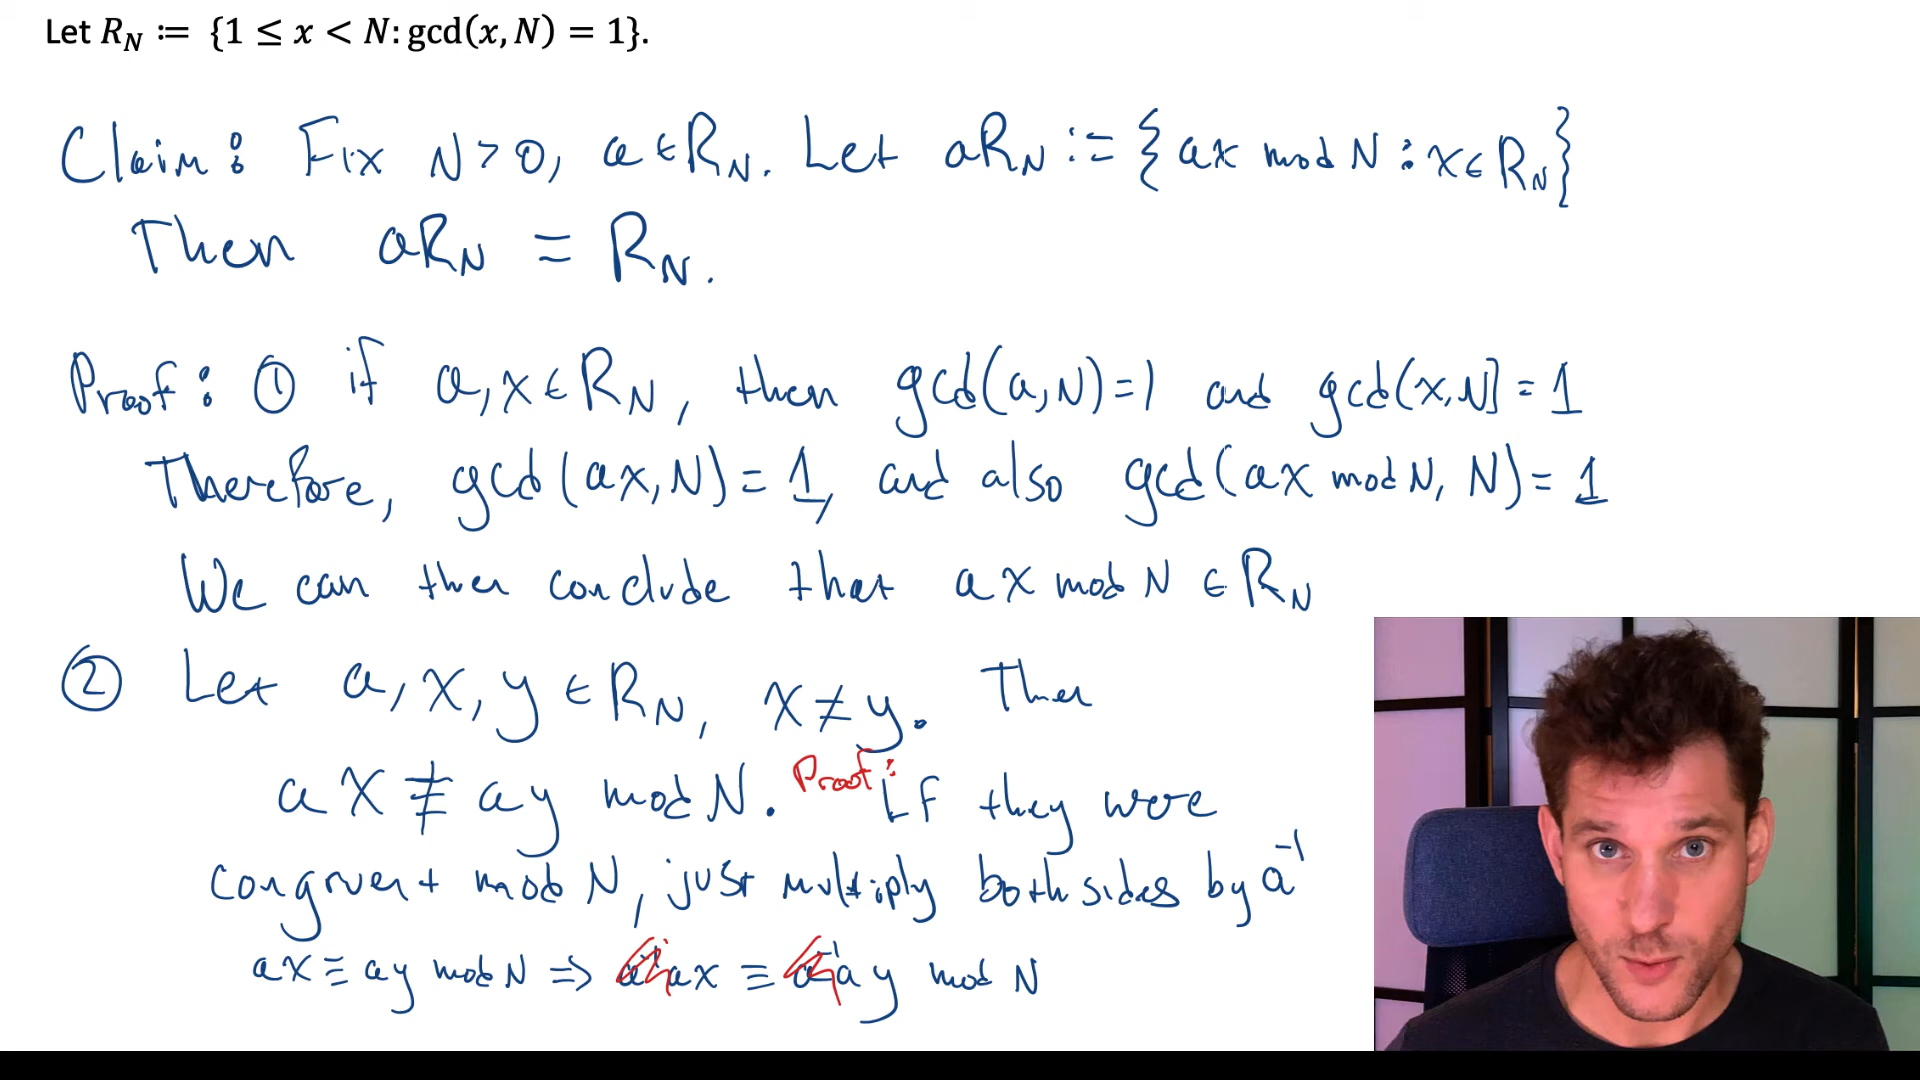 Let R_N := {1 ≤ x < N: gcd(x, N) = 1}.
Claim: Fix N>0, a∈R_N. Let aR_N := {ax mod N : x∈R_N}
Then aR_N = R_N.
Proof: ① if a,x∈R_N, then gcd(a,N)=1 and gcd(x,N]=1
Therefore, gcd(ax,N)=1, and also gcd(ax mod N, N)=1
We can then conclude that ax mod N ∈ R_N
② Let a,x,y∈R_N, x≠y. Then
ax ≢ ay mod N. Proof: if they were
congruent mod N, just multiply both sides by a⁻¹
ax ≡ ay mod N => a⁻¹ax ≡ a⁻¹ay mod N